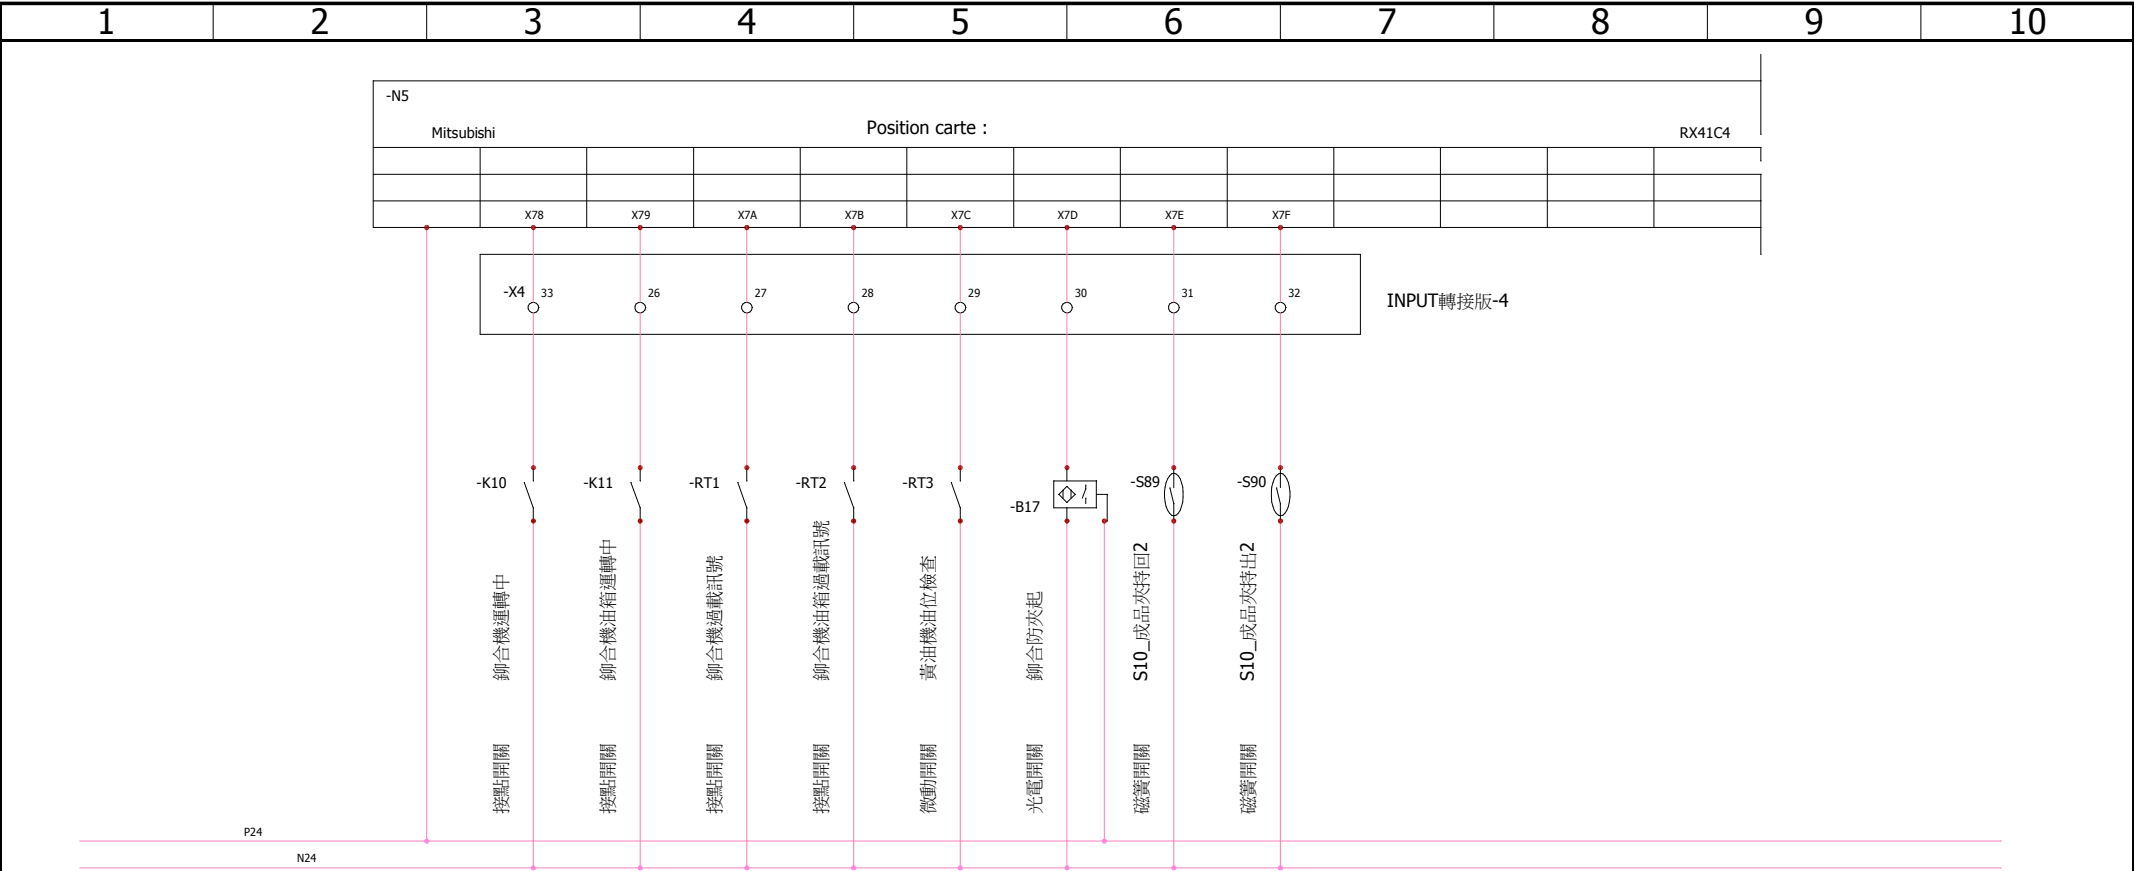 1 2 3 4 5 6 7 8 9 10
-N5
Mitsubishi Position carte : RX41C4
X78 X79 X7A X7B X7C X7D X7E X7F
-X4 33 26 27 28 29 30 31 32
INPUT轉接版-4
-K10 -K11 -RT1 -RT2 -RT3 -B17 -S89 -S90
鉚合機運轉中
鉚合機油箱運轉中
鉚合機過載訊號
鉚合機油箱過載訊號
黃油機油位檢查
鉚合防夾起
S10_成品夾持回2
S10_成品夾持出2
接點開關
接點開關
接點開關
接點開關
微動開關
光電開關
磁簧開關
磁簧開關
P24
N24